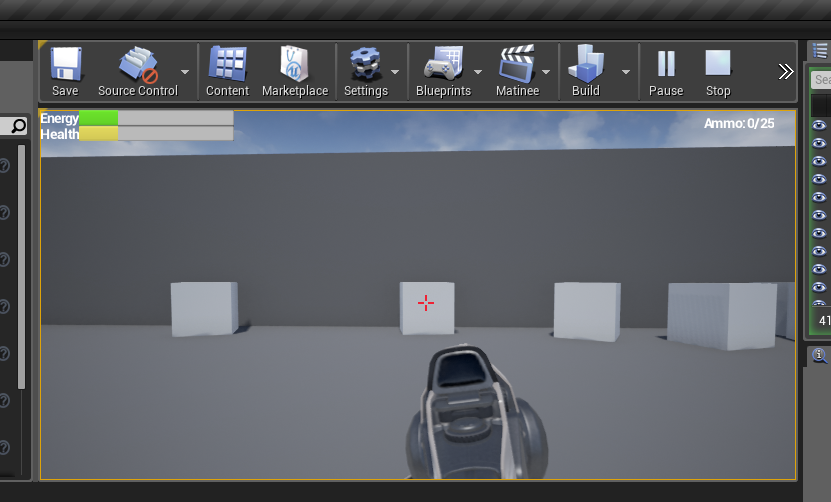 Save Source Control Content Marketplace Settings Blueprints Matinee Build Pause Stop
Sea
Energy
Health
Ammo: 0/25
41